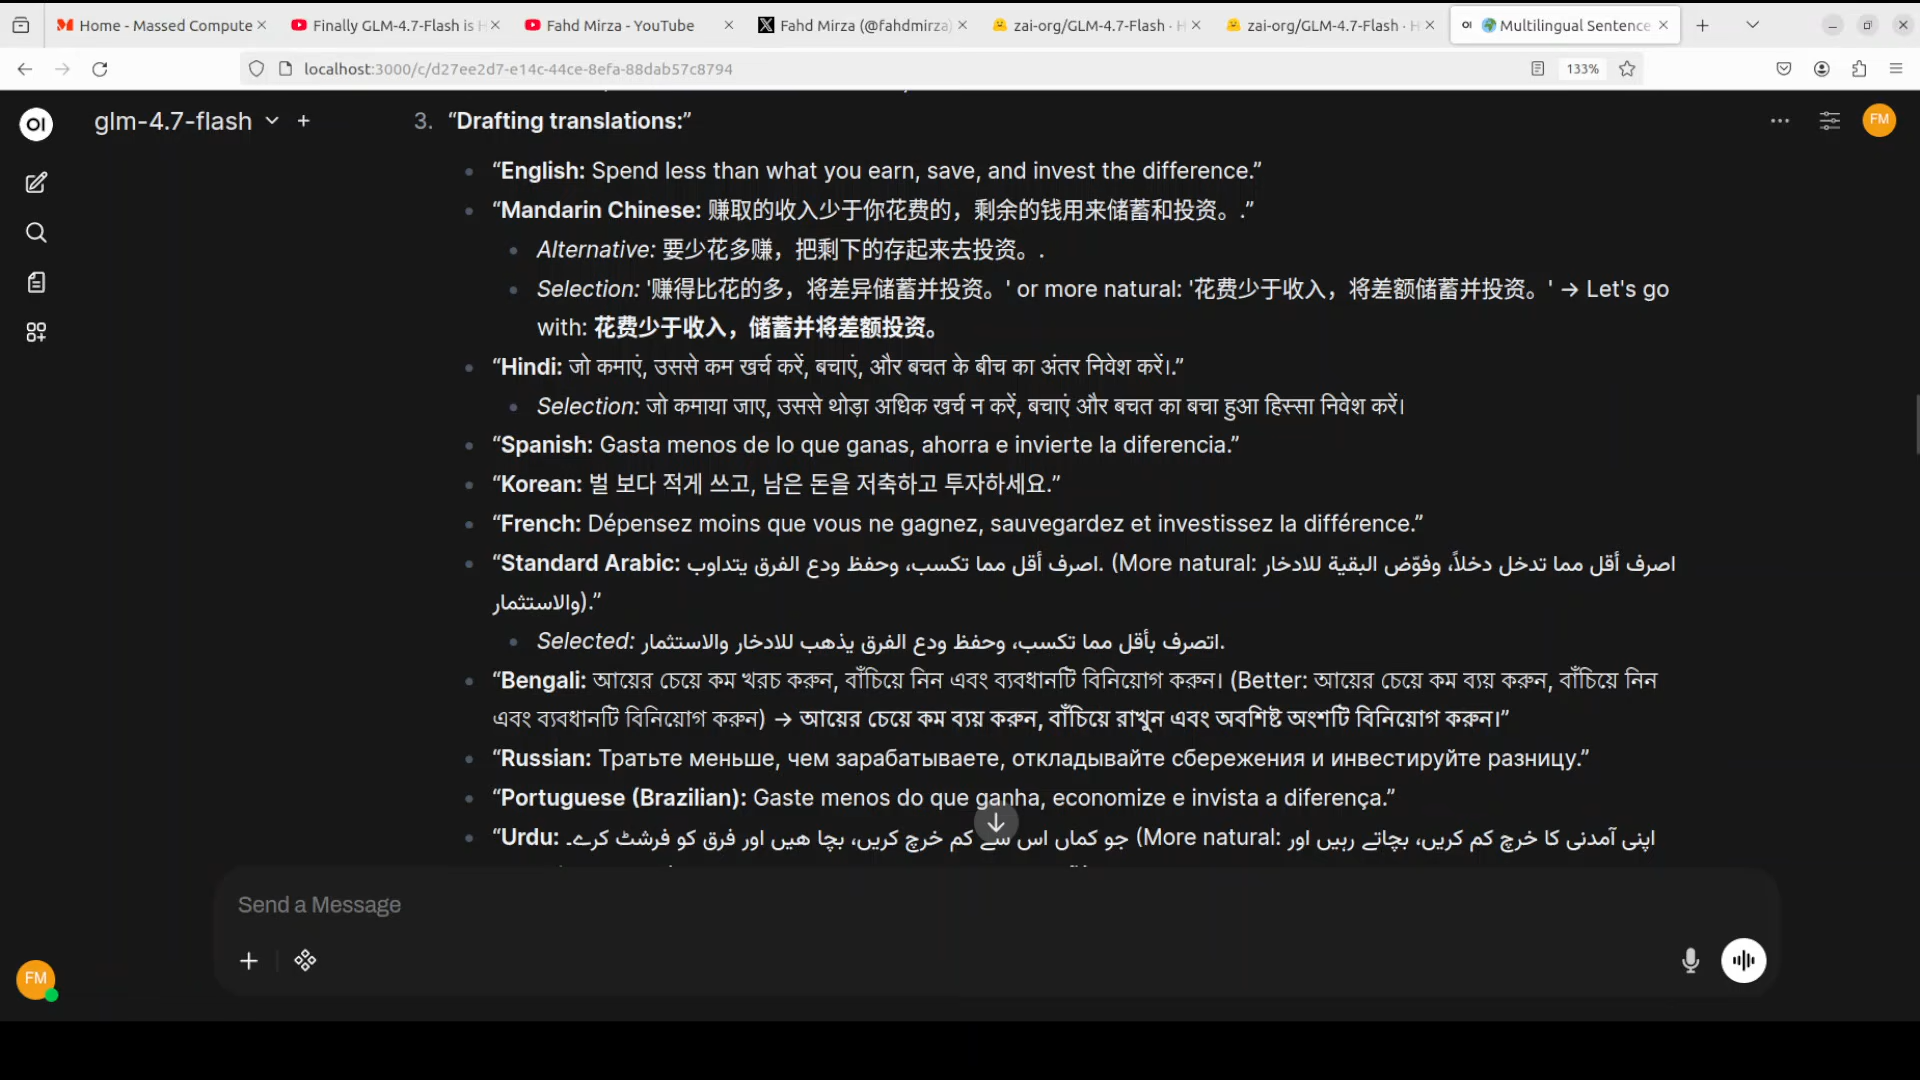 Home - Massed Compute
Finally GLM-4.7-Flash is H
Fahd Mirza - YouTube
Fahd Mirza (@fahdmirza)
zai-org/GLM-4.7-Flash · H
zai-org/GLM-4.7-Flash · H
OI Multilingual Sentence
localhost:3000/c/d27ee2d7-e14c-44ce-8efa-88dab57c8794
133%
OI
glm-4.7-flash
FM
3. “Drafting translations:”
“English: Spend less than what you earn, save, and invest the difference.”
“Mandarin Chinese: 赚取的收入少于你花费的，剩余的钱用来储蓄和投资。.”
Alternative: 要少花多赚，把剩下的存起来去投资。.
Selection: '赚得比花的多，将差异储蓄并投资。' or more natural: '花费少于收入，将差额储蓄并投资。' → Let's go
with: 花费少于收入，储蓄并将差额投资。
“Hindi: जो कमाएं, उससे कम खर्च करें, बचाएं, और बचत के बीच का अंतर निवेश करें।.”
Selection: जो कमाया जाए, उससे थोड़ा अधिक खर्च न करें, बचाएं और बचत का बचा हुआ हिस्सा निवेश करें।
“Spanish: Gasta menos de lo que ganas, ahorra e invierte la diferencia.”
“Korean: 벌 보다 적게 쓰고, 남은 돈을 저축하고 투자하세요.”
“French: Dépensez moins que vous ne gagnez, sauvegardez et investissez la différence.”
“Standard Arabic: اصرف أقل مما تكسب، وحفظ ودع الفرق يتداوب. (More natural: اصرف أقل مما تدخل دخلاً، وفوّض البقية للادخار
والاستثمار).”
Selected: اتصرف بأقل مما تكسب، وحفظ ودع الفرق يذهب للادخار والاستثمار.
“Bengali: আয়ের চেয়ে কম খরচ করুন, বাঁচিয়ে নিন এবং ব্যবধানটি বিনিয়োগ করুন। (Better: আয়ের চেয়ে কম ব্যয় করুন, বাঁচিয়ে নিন
এবং ব্যবধানটি বিনিয়োগ করুন) → আয়ের চেয়ে কম ব্যয় করুন, বাঁচিয়ে রাখুন এবং অবশিষ্ট অংশটি বিনিয়োগ করুন।”
“Russian: Тратьте меньше, чем зарабатываете, откладывайте сбережения и инвестируйте разницу.”
“Portuguese (Brazilian): Gaste menos do que ganha, economize e invista a diferença.”
“Urdu: جو کماں اس سے کم خرچ کریں، بچا ھیں اور فرق کو فرشٹ کرے۔ (More natural: اپنی آمدنی کا خرچ کم کریں، بچاتے رہیں اور
Send a Message
FM